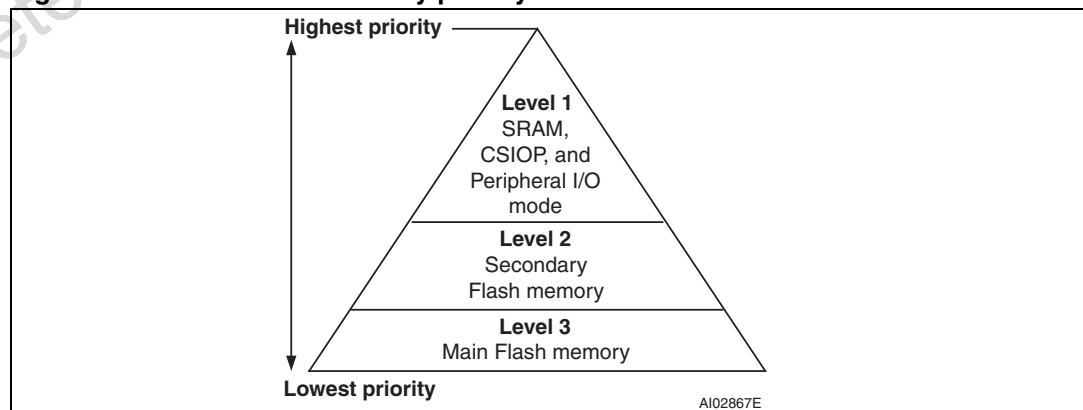 Highest priority
Level 1
SRAM,
CSIOP, and
Peripheral I/O
mode
Level 2
Secondary
Flash memory
Level 3
Main Flash memory
Lowest priority
AI02867E